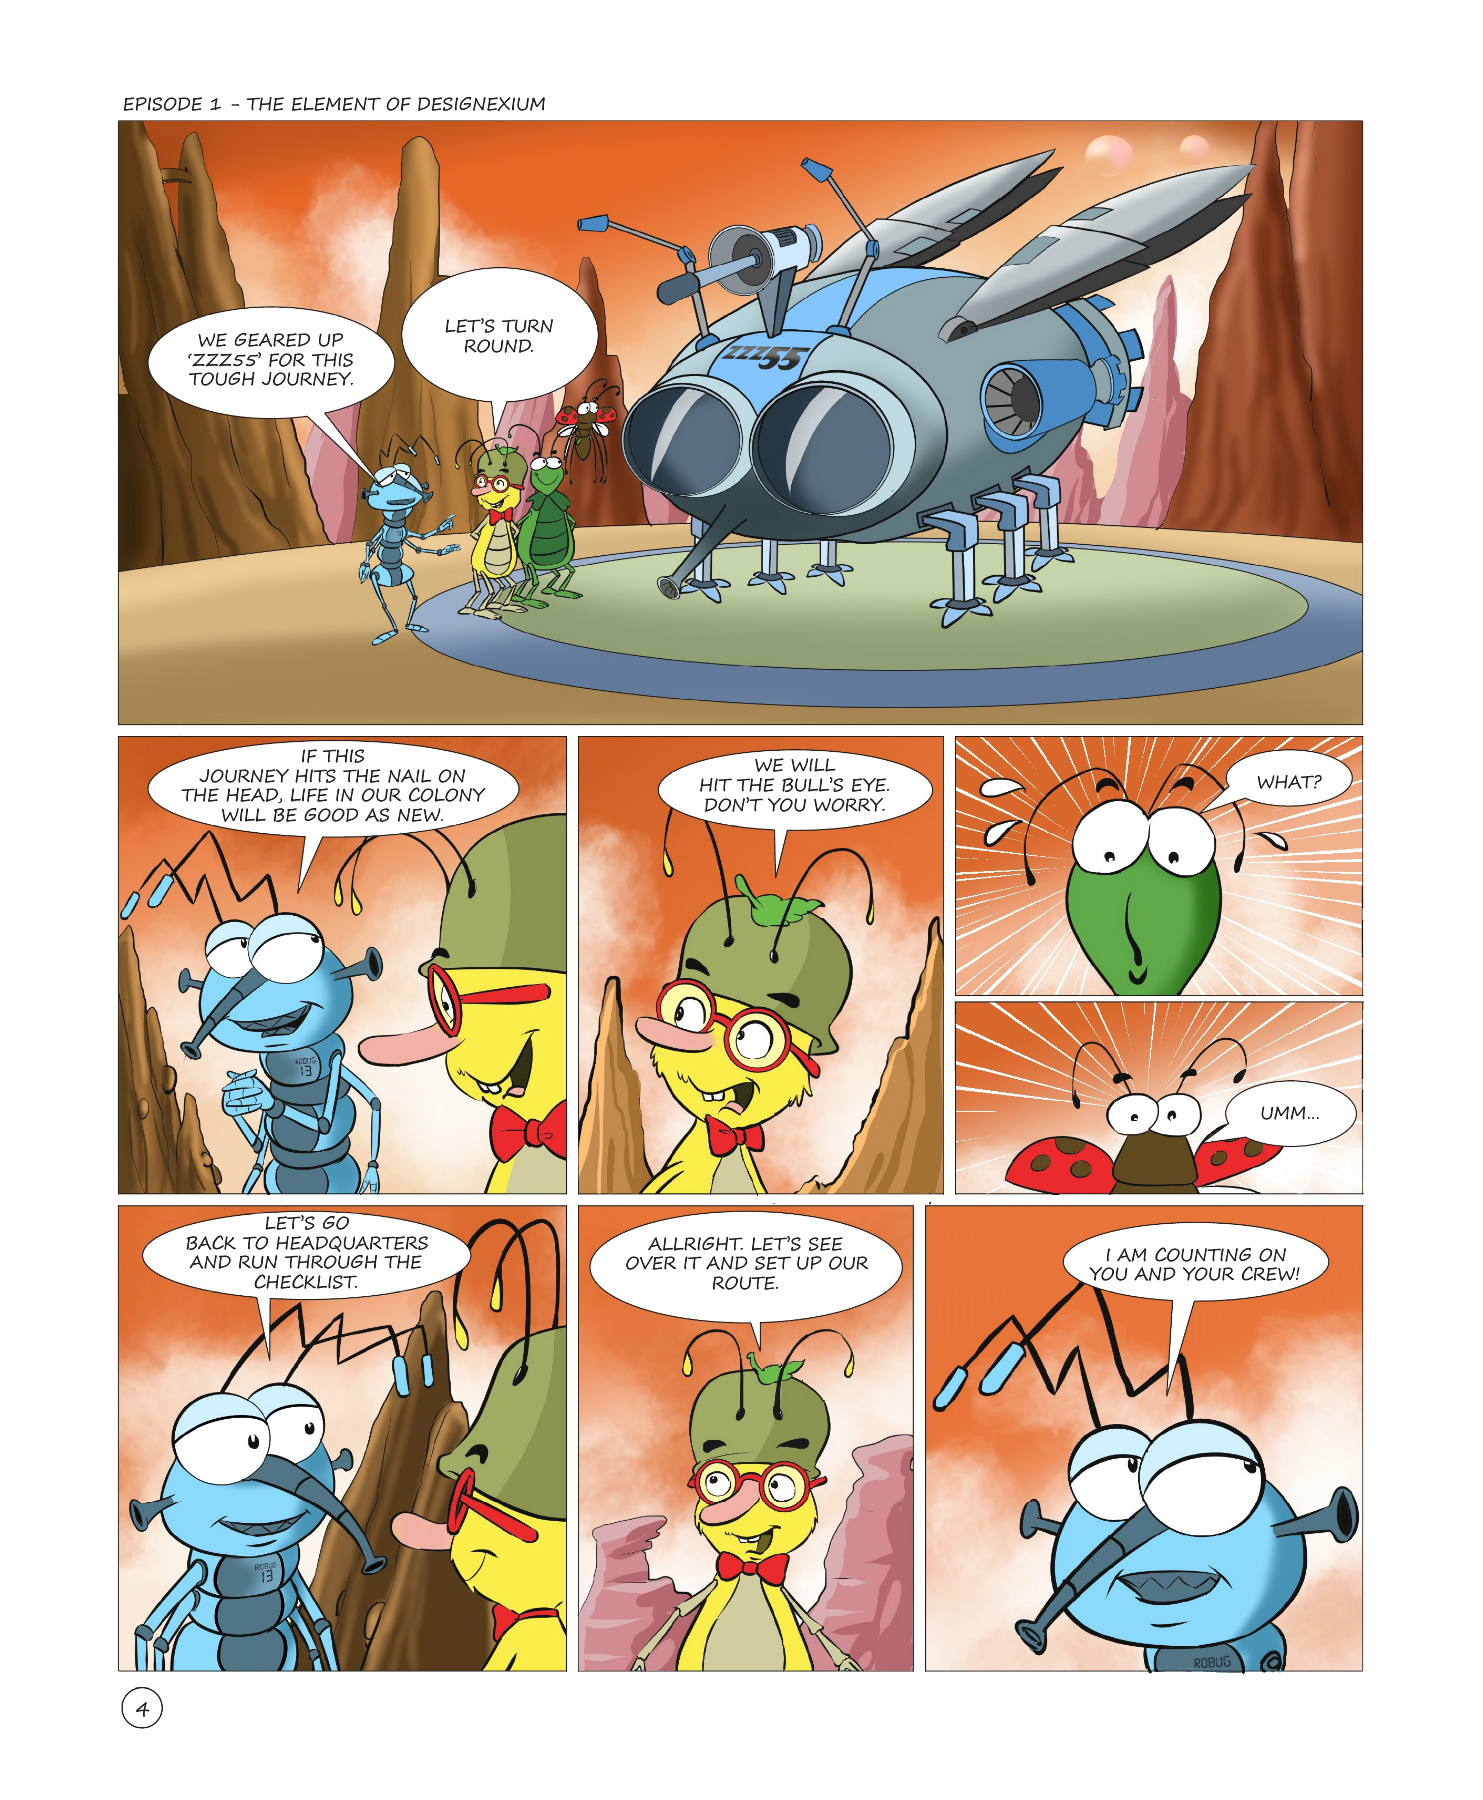 EPISODE 1 - THE ELEMENT OF DESIGNEXIUM
WE GEARED UP
‘ZZZ55’ FOR THIS
TOUGH JOURNEY.
LET’S TURN
ROUND.
ZZZ55
IF THIS
JOURNEY HITS THE NAIL ON
THE HEAD, LIFE IN OUR COLONY
WILL BE GOOD AS NEW.
ROBUG
13
WE WILL
HIT THE BULL’S EYE.
DON’T YOU WORRY.
WHAT?
UMM...
LET’S GO
BACK TO HEADQUARTERS
AND RUN THROUGH THE
CHECKLIST.
ROBUG
13
ALLRIGHT. LET’S SEE
OVER IT AND SET UP OUR
ROUTE.
I AM COUNTING ON
YOU AND YOUR CREW!
ROBUG
4